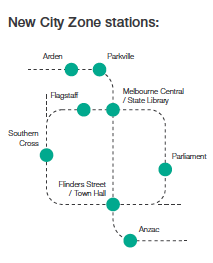 New City Zone stations:
Arden
Parkville
Flagstaff
Melbourne Central
/ State Library
Southern
Cross
Parliament
Flinders Street
/ Town Hall
Anzac